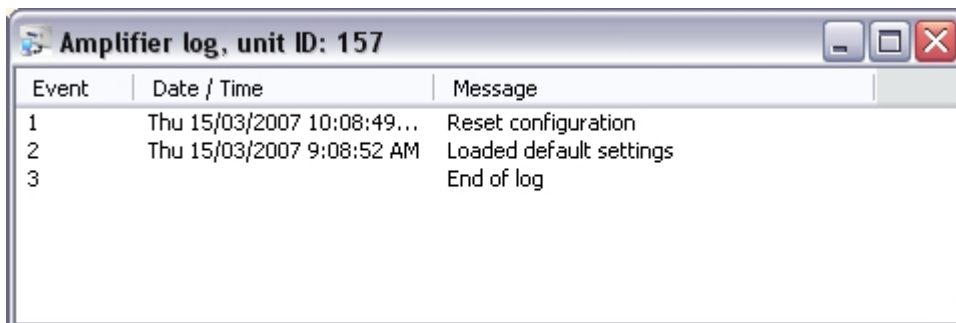 Amplifier log, unit ID: 157
Event Date / Time Message
1 Thu 15/03/2007 10:08:49... Reset configuration
2 Thu 15/03/2007 9:08:52 AM Loaded default settings
3 End of log